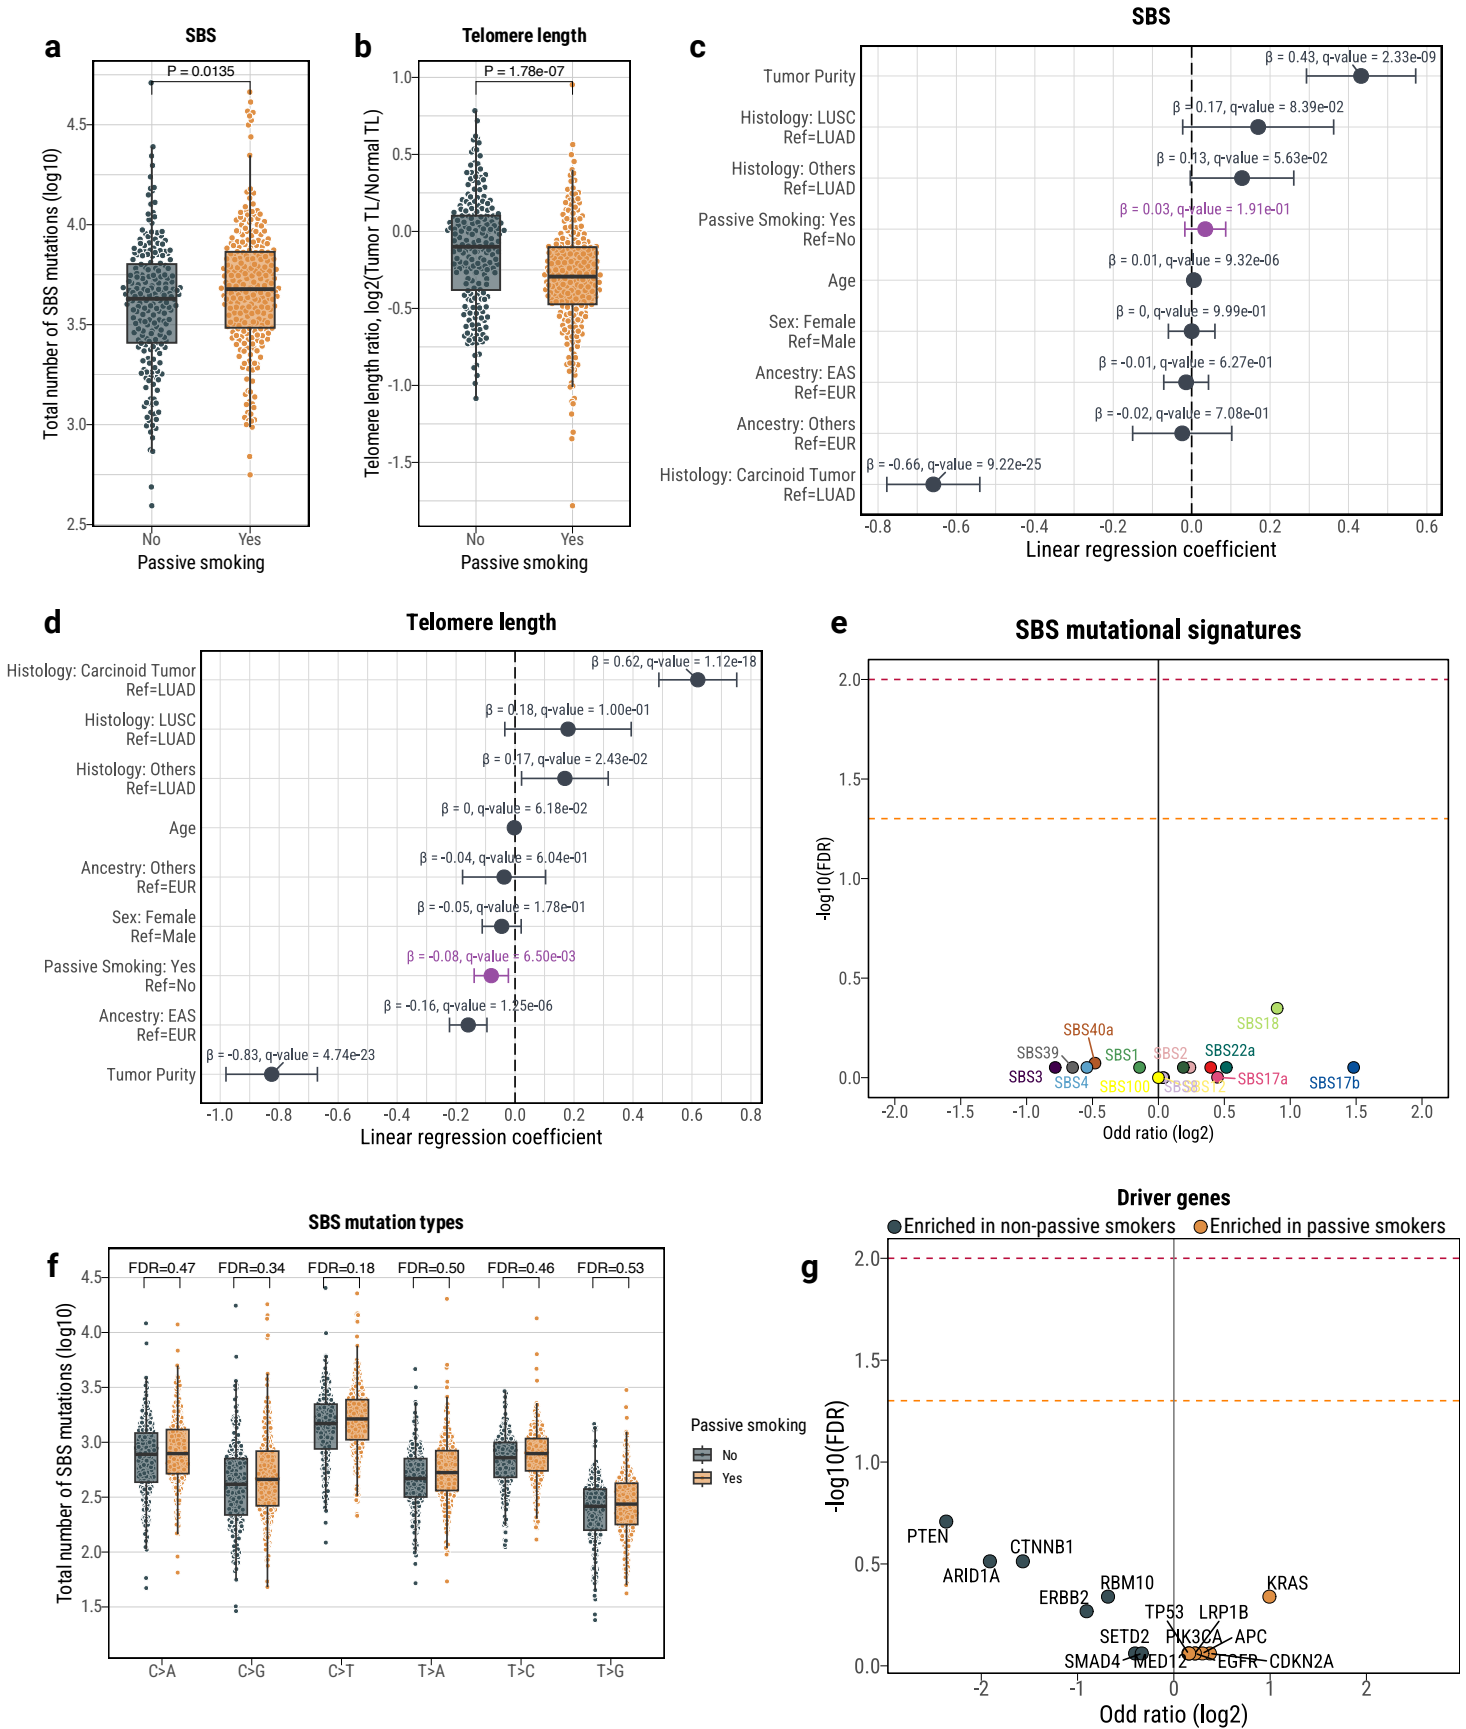 a
SBS
P = 0.0135
Total number of SBS mutations (log10)
4.5
4.0
3.5
3.0
2.5
No
Yes
Passive smoking
b
Telomere length
P = 1.78e-07
Telomere length ratio, log2(Tumor TL/Normal TL)
1.0
0.5
0.0
-0.5
-1.0
-1.5
No
Yes
Passive smoking
c
SBS
Tumor Purity
β = 0.43, q-value = 2.33e-09
Histology: LUSC
Ref=LUAD
β = 0.17, q-value = 8.39e-02
Histology: Others
Ref=LUAD
β = 0.13, q-value = 5.63e-02
Passive Smoking: Yes
Ref=No
β = 0.03, q-value = 1.91e-01
Age
β = 0.01, q-value = 9.32e-06
Sex: Female
Ref=Male
β = 0, q-value = 9.99e-01
Ancestry: EAS
Ref=EUR
β = -0.01, q-value = 6.27e-01
Ancestry: Others
Ref=EUR
β = -0.02, q-value = 7.08e-01
Histology: Carcinoid Tumor
Ref=LUAD
β = -0.66, q-value = 9.22e-25
-0.8 -0.6 -0.4 -0.2 0.0 0.2 0.4 0.6
Linear regression coefficient
d
Telomere length
Histology: Carcinoid Tumor
Ref=LUAD
β = 0.62, q-value = 1.12e-18
Histology: LUSC
Ref=LUAD
β = 0.18, q-value = 1.00e-01
Histology: Others
Ref=LUAD
β = 0.17, q-value = 2.43e-02
Age
β = 0, q-value = 6.18e-02
Ancestry: Others
Ref=EUR
β = -0.04, q-value = 6.04e-01
Sex: Female
Ref=Male
β = -0.05, q-value = 1.78e-01
Passive Smoking: Yes
Ref=No
β = -0.08, q-value = 6.50e-03
Ancestry: EAS
Ref=EUR
β = -0.16, q-value = 1.25e-06
Tumor Purity
β = -0.83, q-value = 4.74e-23
-1.0 -0.8 -0.6 -0.4 -0.2 0.0 0.2 0.4 0.6 0.8
Linear regression coefficient
e
SBS mutational signatures
-log10(FDR)
2.0
1.5
1.0
0.5
0.0
SBS18
SBS40a
SBS39
SBS1
SBS2
SBS22a
SBS3
SBS4
SBS100
SBS8
SBS12
SBS17a
SBS17b
-2.0 -1.5 -1.0 -0.5 0.0 0.5 1.0 1.5 2.0
Odd ratio (log2)
f
SBS mutation types
FDR=0.47 FDR=0.34 FDR=0.18 FDR=0.50 FDR=0.46 FDR=0.53
Total number of SBS mutations (log10)
4.5
4.0
3.5
3.0
2.5
2.0
1.5
C>A C>G C>T T>A T>C T>G
Passive smoking
No
Yes
g
Driver genes
Enriched in non-passive smokers Enriched in passive smokers
-log10(FDR)
2.0
1.5
1.0
0.5
0.0
PTEN
CTNNB1
ARID1A
RBM10
ERBB2
KRAS
TP53
LRP1B
SETD2
PIK3CA
APC
SMAD4
MED12
EGFR
CDKN2A
-2 -1 0 1 2
Odd ratio (log2)